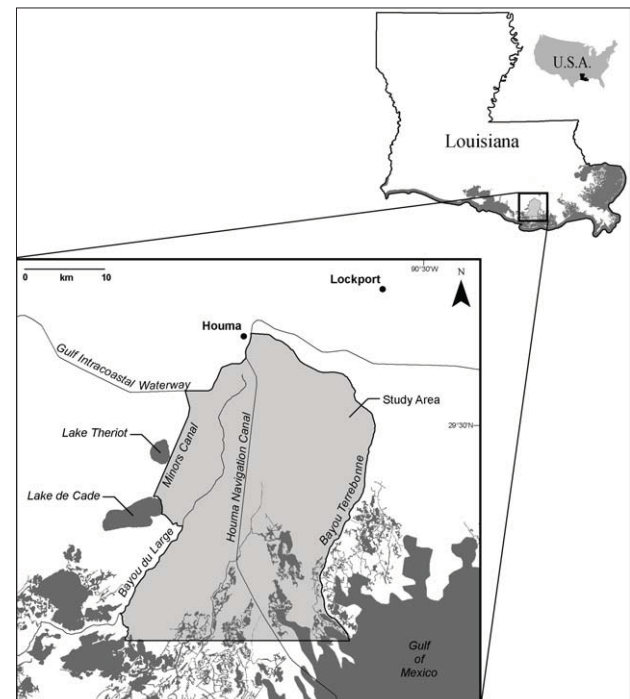 U.S.A.
Louisiana
0 km 10
90°30'W
N
Lockport
Houma
Gulf Intracoastal Waterway
Study Area
29°30'N
Lake Theriot
Minors Canal
Houma Navigation Canal
Bayou Terrebonne
Lake de Cade
Bayou du Large
Gulf
of
Mexico